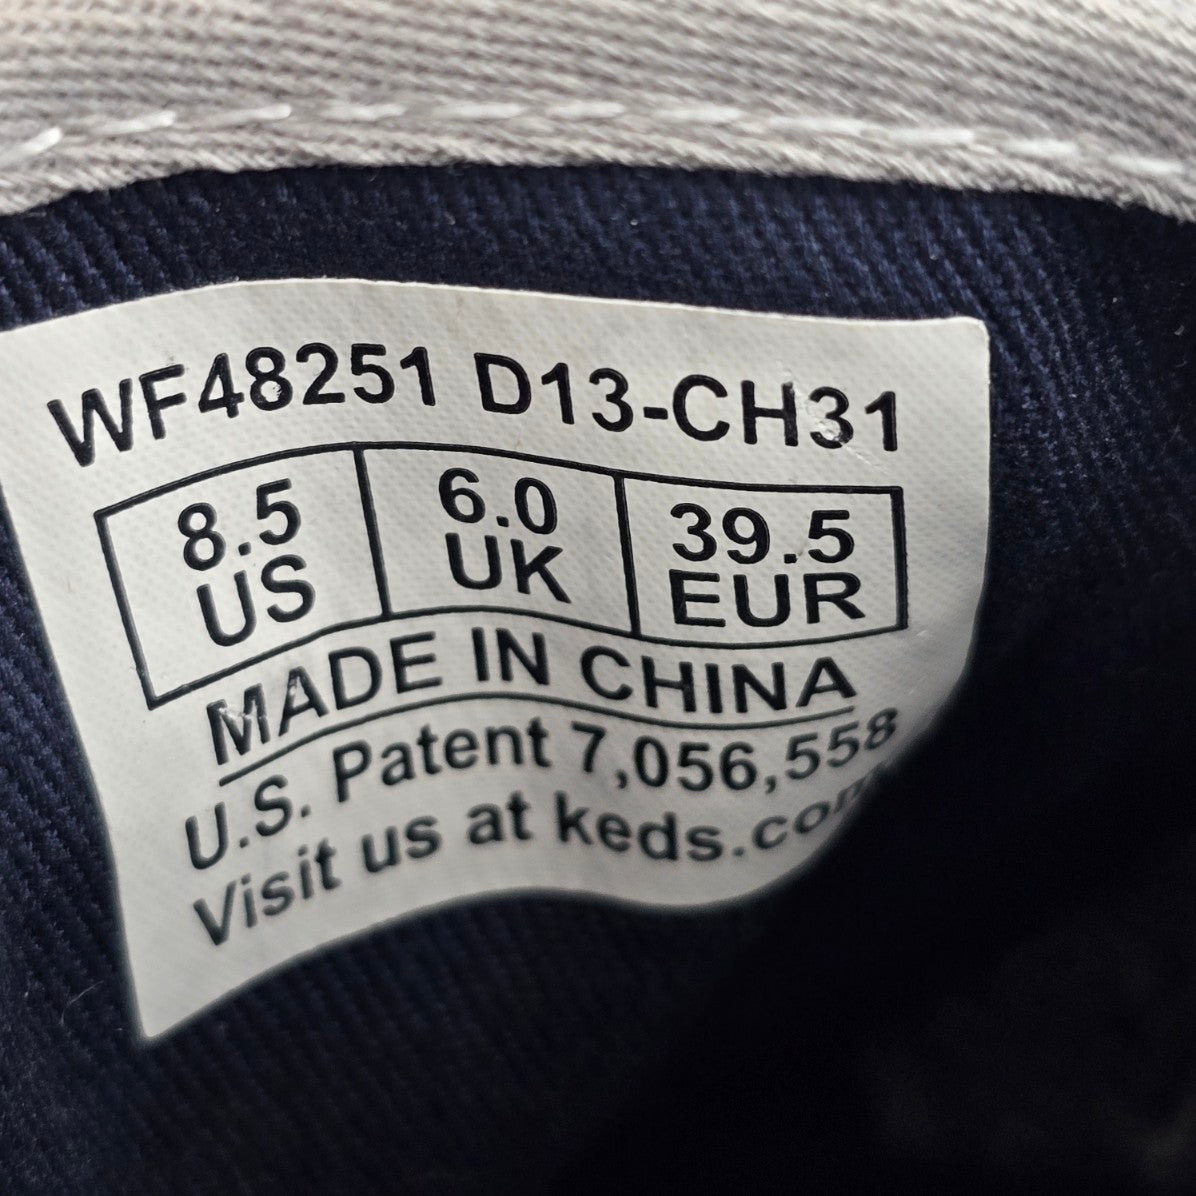 WF48251 D13-CH31
8.5 6.0 39.5
US UK EUR
MADE IN CHINA
U.S. Patent 7,056,558
Visit us at keds.com